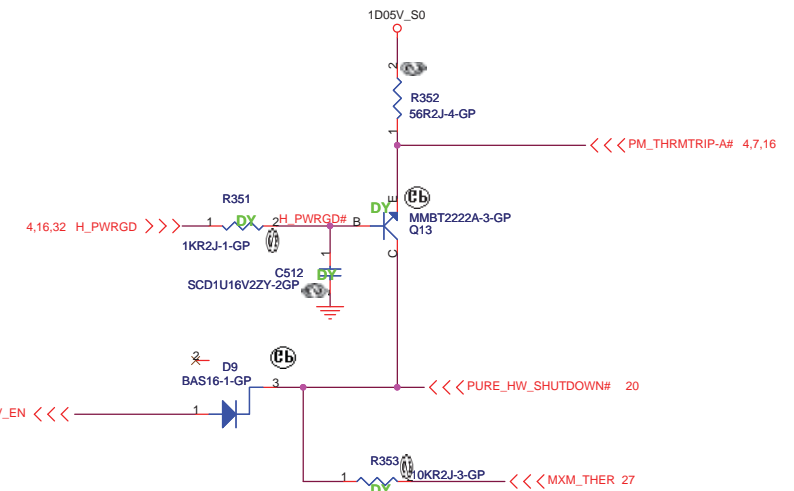 1D05V_S0
2
R352
56R2J-4-GP
1
PM_THRMTRIP-A# 4,7,16
R351
DY
E
MMBT2222A-3-GP
Q13
4,16,32 H_PWRGD
1
DY
2
H_PWRGD#
B
1KR2J-1-GP
1
C
C512
DY
SCD1U16V2ZY-2GP
2
D9
BAS16-1-GP
3
PURE_HW_SHUTDOWN# 20
_EN
1
R353
1
10KR2J-3-GP
MXM_THER 27
DY